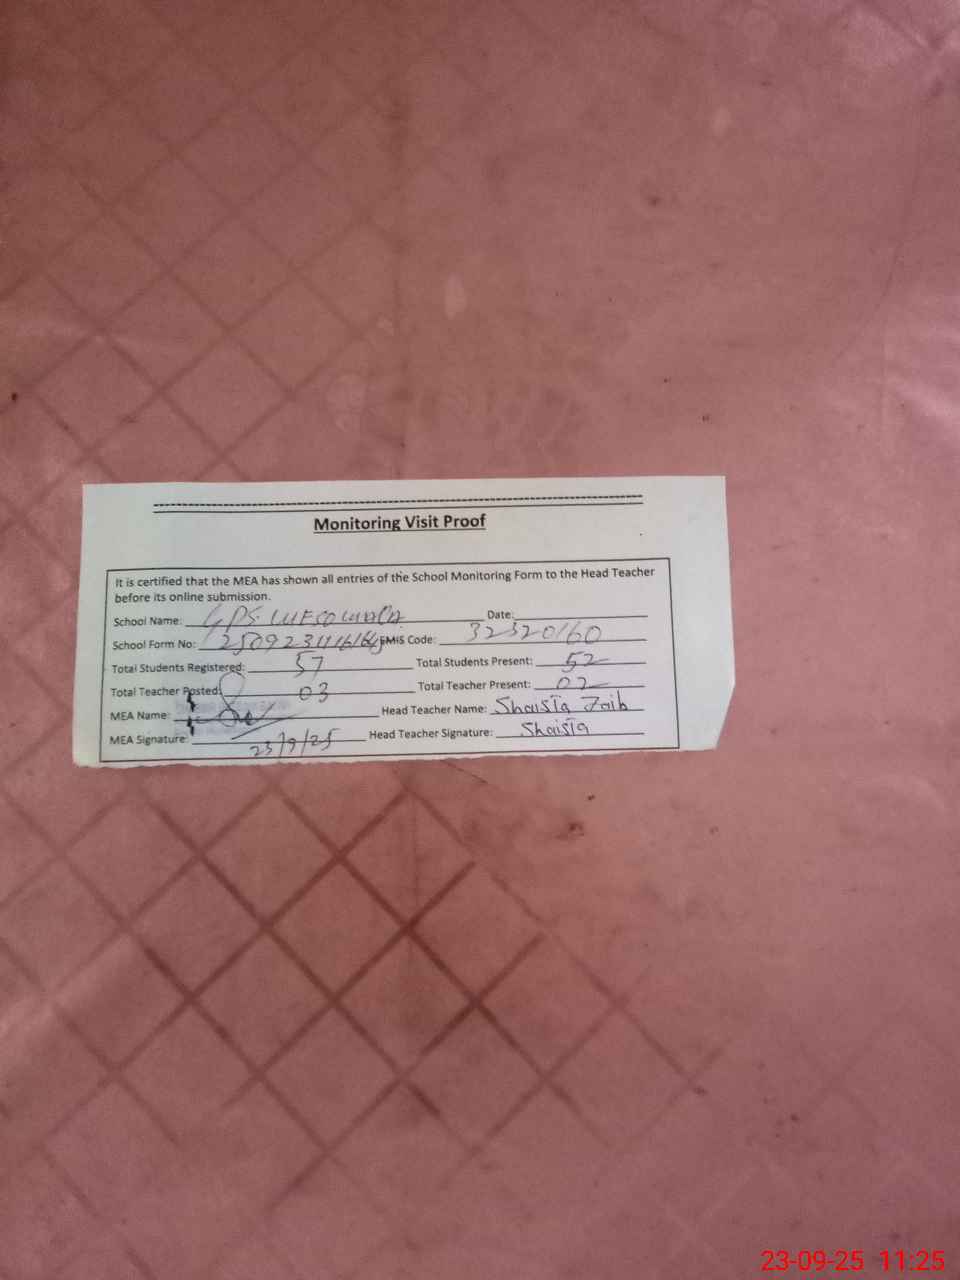 Monitoring Visit Proof
It is certified that the MEA has shown all entries of the School Monitoring Form to the Head Teacher
before its online submission.
School Name: GPS Date:
School Form No: EMIS Code: 32320160
Total Students Registered: 57 Total Students Present: 52
Total Teacher Posted: 03 Total Teacher Present: 02
MEA Name: Head Teacher Name: Shaista Zaib
MEA Signature: 23/9/25 Head Teacher Signature: Shaista
23-09-25 11:25